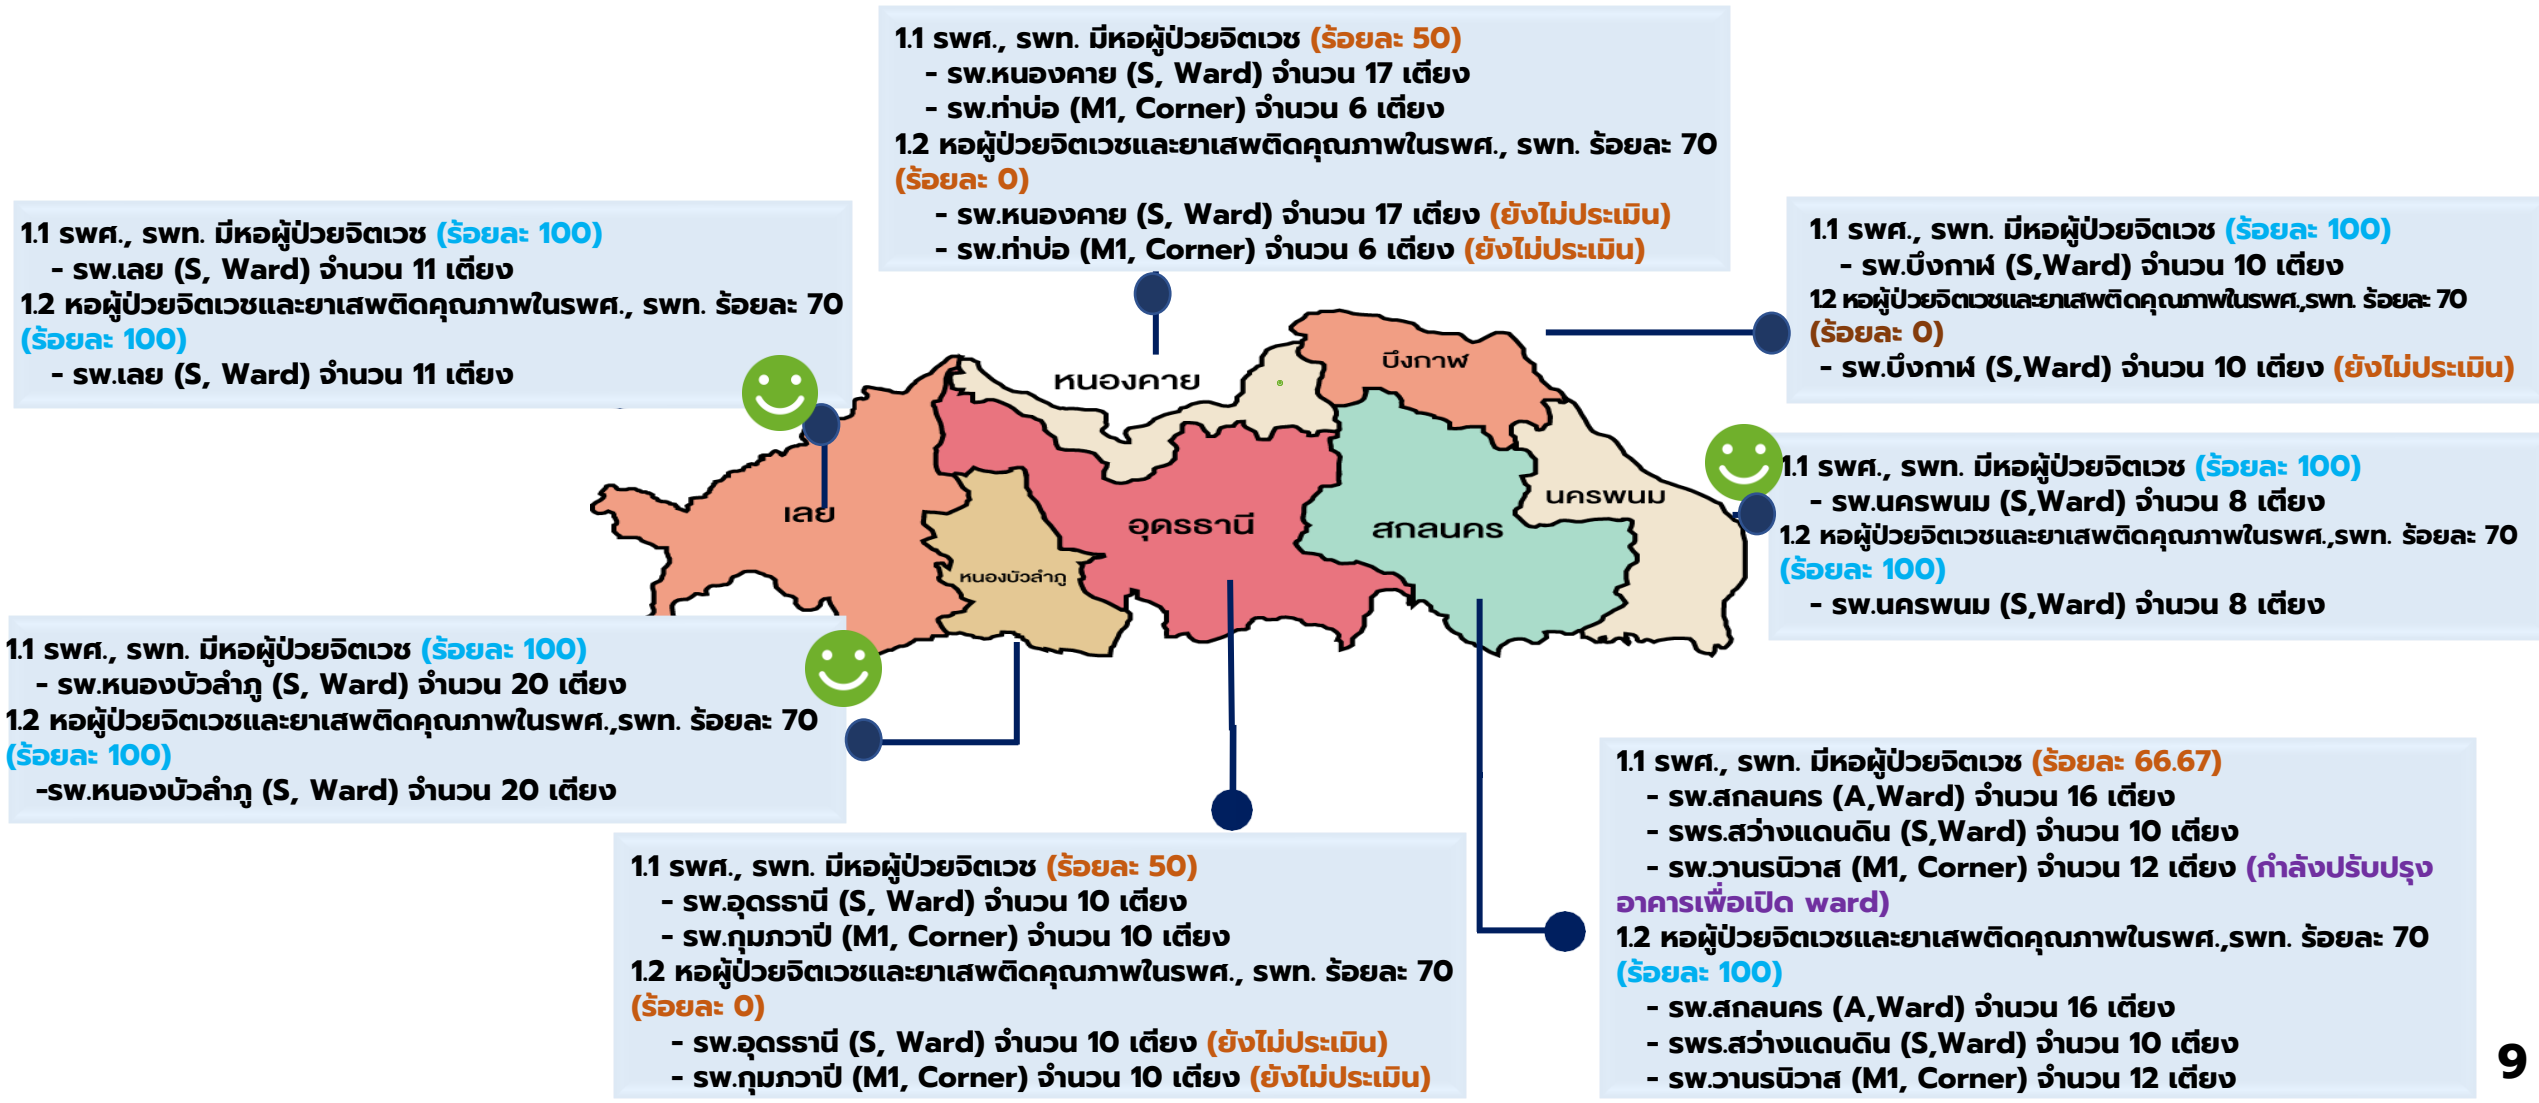 1.1 รพศ., รพท. มีหอผู้ป่วยจิตเวช (ร้อยละ 50)
- รพ.หนองคาย (S, Ward) จำนวน 17 เตียง
- รพ.ท่าบ่อ (M1, Corner) จำนวน 6 เตียง
1.2 หอผู้ป่วยจิตเวชและยาเสพติดคุณภาพในรพศ., รพท. ร้อยละ 70
(ร้อยละ 0)
- รพ.หนองคาย (S, Ward) จำนวน 17 เตียง (ยังไม่ประเมิน)
- รพ.ท่าบ่อ (M1, Corner) จำนวน 6 เตียง (ยังไม่ประเมิน)
1.1 รพศ., รพท. มีหอผู้ป่วยจิตเวช (ร้อยละ 100)
- รพ.เลย (S, Ward) จำนวน 11 เตียง
1.2 หอผู้ป่วยจิตเวชและยาเสพติดคุณภาพในรพศ., รพท. ร้อยละ 70
(ร้อยละ 100)
- รพ.เลย (S, Ward) จำนวน 11 เตียง
1.1 รพศ., รพท. มีหอผู้ป่วยจิตเวช (ร้อยละ 100)
- รพ.บึงกาฬ (S,Ward) จำนวน 10 เตียง
1.2 หอผู้ป่วยจิตเวชและยาเสพติดคุณภาพในรพศ.,รพท. ร้อยละ 70
(ร้อยละ 0)
- รพ.บึงกาฬ (S,Ward) จำนวน 10 เตียง (ยังไม่ประเมิน)
บึงกาฬ
หนองคาย
เลย
อุดรธานี
สกลนคร
นครพนม
หนองบัวลำภู
1.1 รพศ., รพท. มีหอผู้ป่วยจิตเวช (ร้อยละ 100)
- รพ.นครพนม (S,Ward) จำนวน 8 เตียง
1.2 หอผู้ป่วยจิตเวชและยาเสพติดคุณภาพในรพศ.,รพท. ร้อยละ 70
(ร้อยละ 100)
- รพ.นครพนม (S,Ward) จำนวน 8 เตียง
1.1 รพศ., รพท. มีหอผู้ป่วยจิตเวช (ร้อยละ 100)
- รพ.หนองบัวลำภู (S, Ward) จำนวน 20 เตียง
1.2 หอผู้ป่วยจิตเวชและยาเสพติดคุณภาพในรพศ.,รพท. ร้อยละ 70
(ร้อยละ 100)
-รพ.หนองบัวลำภู (S, Ward) จำนวน 20 เตียง
1.1 รพศ., รพท. มีหอผู้ป่วยจิตเวช (ร้อยละ 50)
- รพ.อุดรธานี (S, Ward) จำนวน 10 เตียง
- รพ.กุมภวาปี (M1, Corner) จำนวน 10 เตียง
1.2 หอผู้ป่วยจิตเวชและยาเสพติดคุณภาพในรพศ., รพท. ร้อยละ 70
(ร้อยละ 0)
- รพ.อุดรธานี (S, Ward) จำนวน 10 เตียง (ยังไม่ประเมิน)
- รพ.กุมภวาปี (M1, Corner) จำนวน 10 เตียง (ยังไม่ประเมิน)
1.1 รพศ., รพท. มีหอผู้ป่วยจิตเวช (ร้อยละ 66.67)
- รพ.สกลนคร (A,Ward) จำนวน 16 เตียง
- รพร.สว่างแดนดิน (S,Ward) จำนวน 10 เตียง
- รพ.วานรนิวาส (M1, Corner) จำนวน 12 เตียง (กำลังปรับปรุง
อาคารเพื่อเปิด ward)
1.2 หอผู้ป่วยจิตเวชและยาเสพติดคุณภาพในรพศ.,รพท. ร้อยละ 70
(ร้อยละ 100)
- รพ.สกลนคร (A,Ward) จำนวน 16 เตียง
- รพร.สว่างแดนดิน (S,Ward) จำนวน 10 เตียง
- รพ.วานรนิวาส (M1, Corner) จำนวน 12 เตียง
9